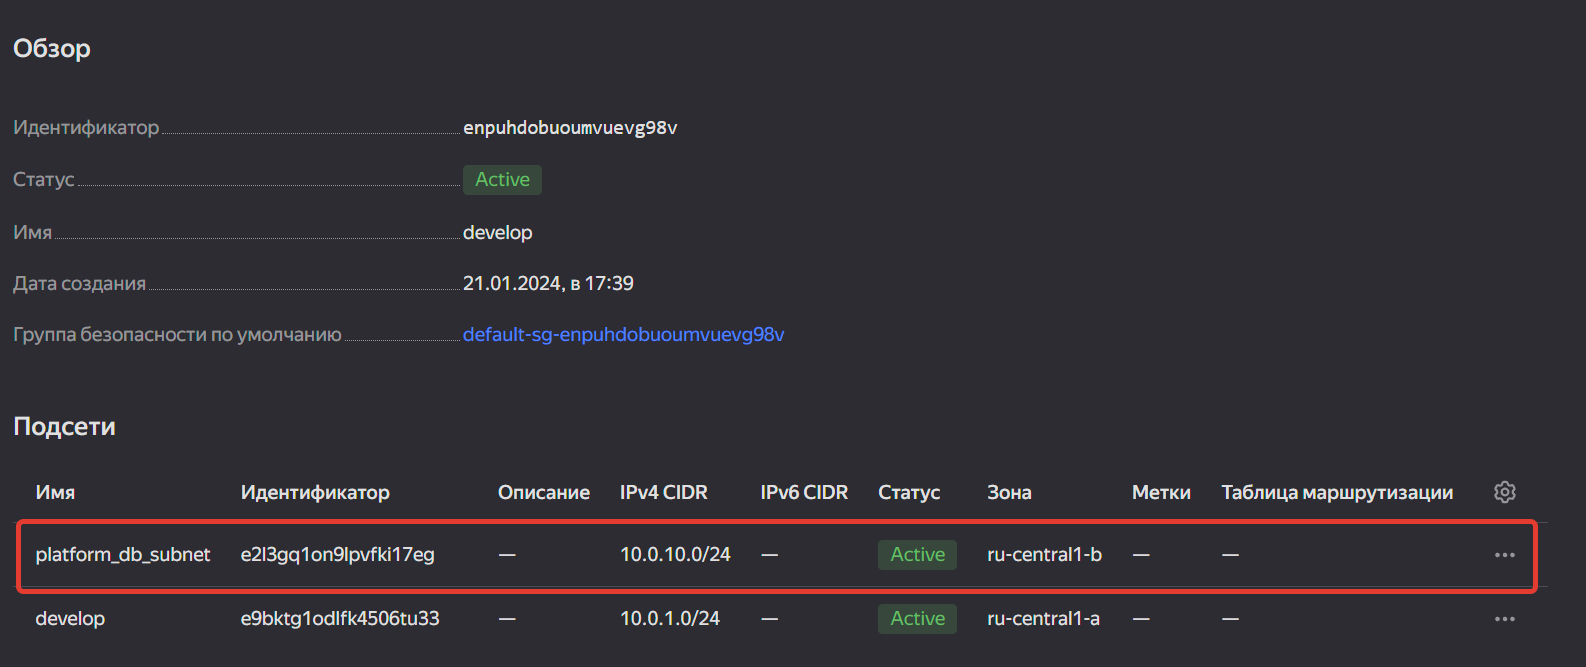 Обзор
Идентификатор enpuhdobuoumvuevg98v
Статус Active
Имя develop
Дата создания 21.01.2024, в 17:39
Группа безопасности по умолчанию default-sg-enpuhdobuoumvuevg98v
Подсети
Имя Идентификатор Описание IPv4 CIDR IPv6 CIDR Статус Зона Метки Таблица маршрутизации
platform_db_subnet e2l3gq1on9lpvfki17eg — 10.0.10.0/24 — Active ru-central1-b — —
develop e9bktg1odlfk4506tu33 — 10.0.1.0/24 — Active ru-central1-a — —